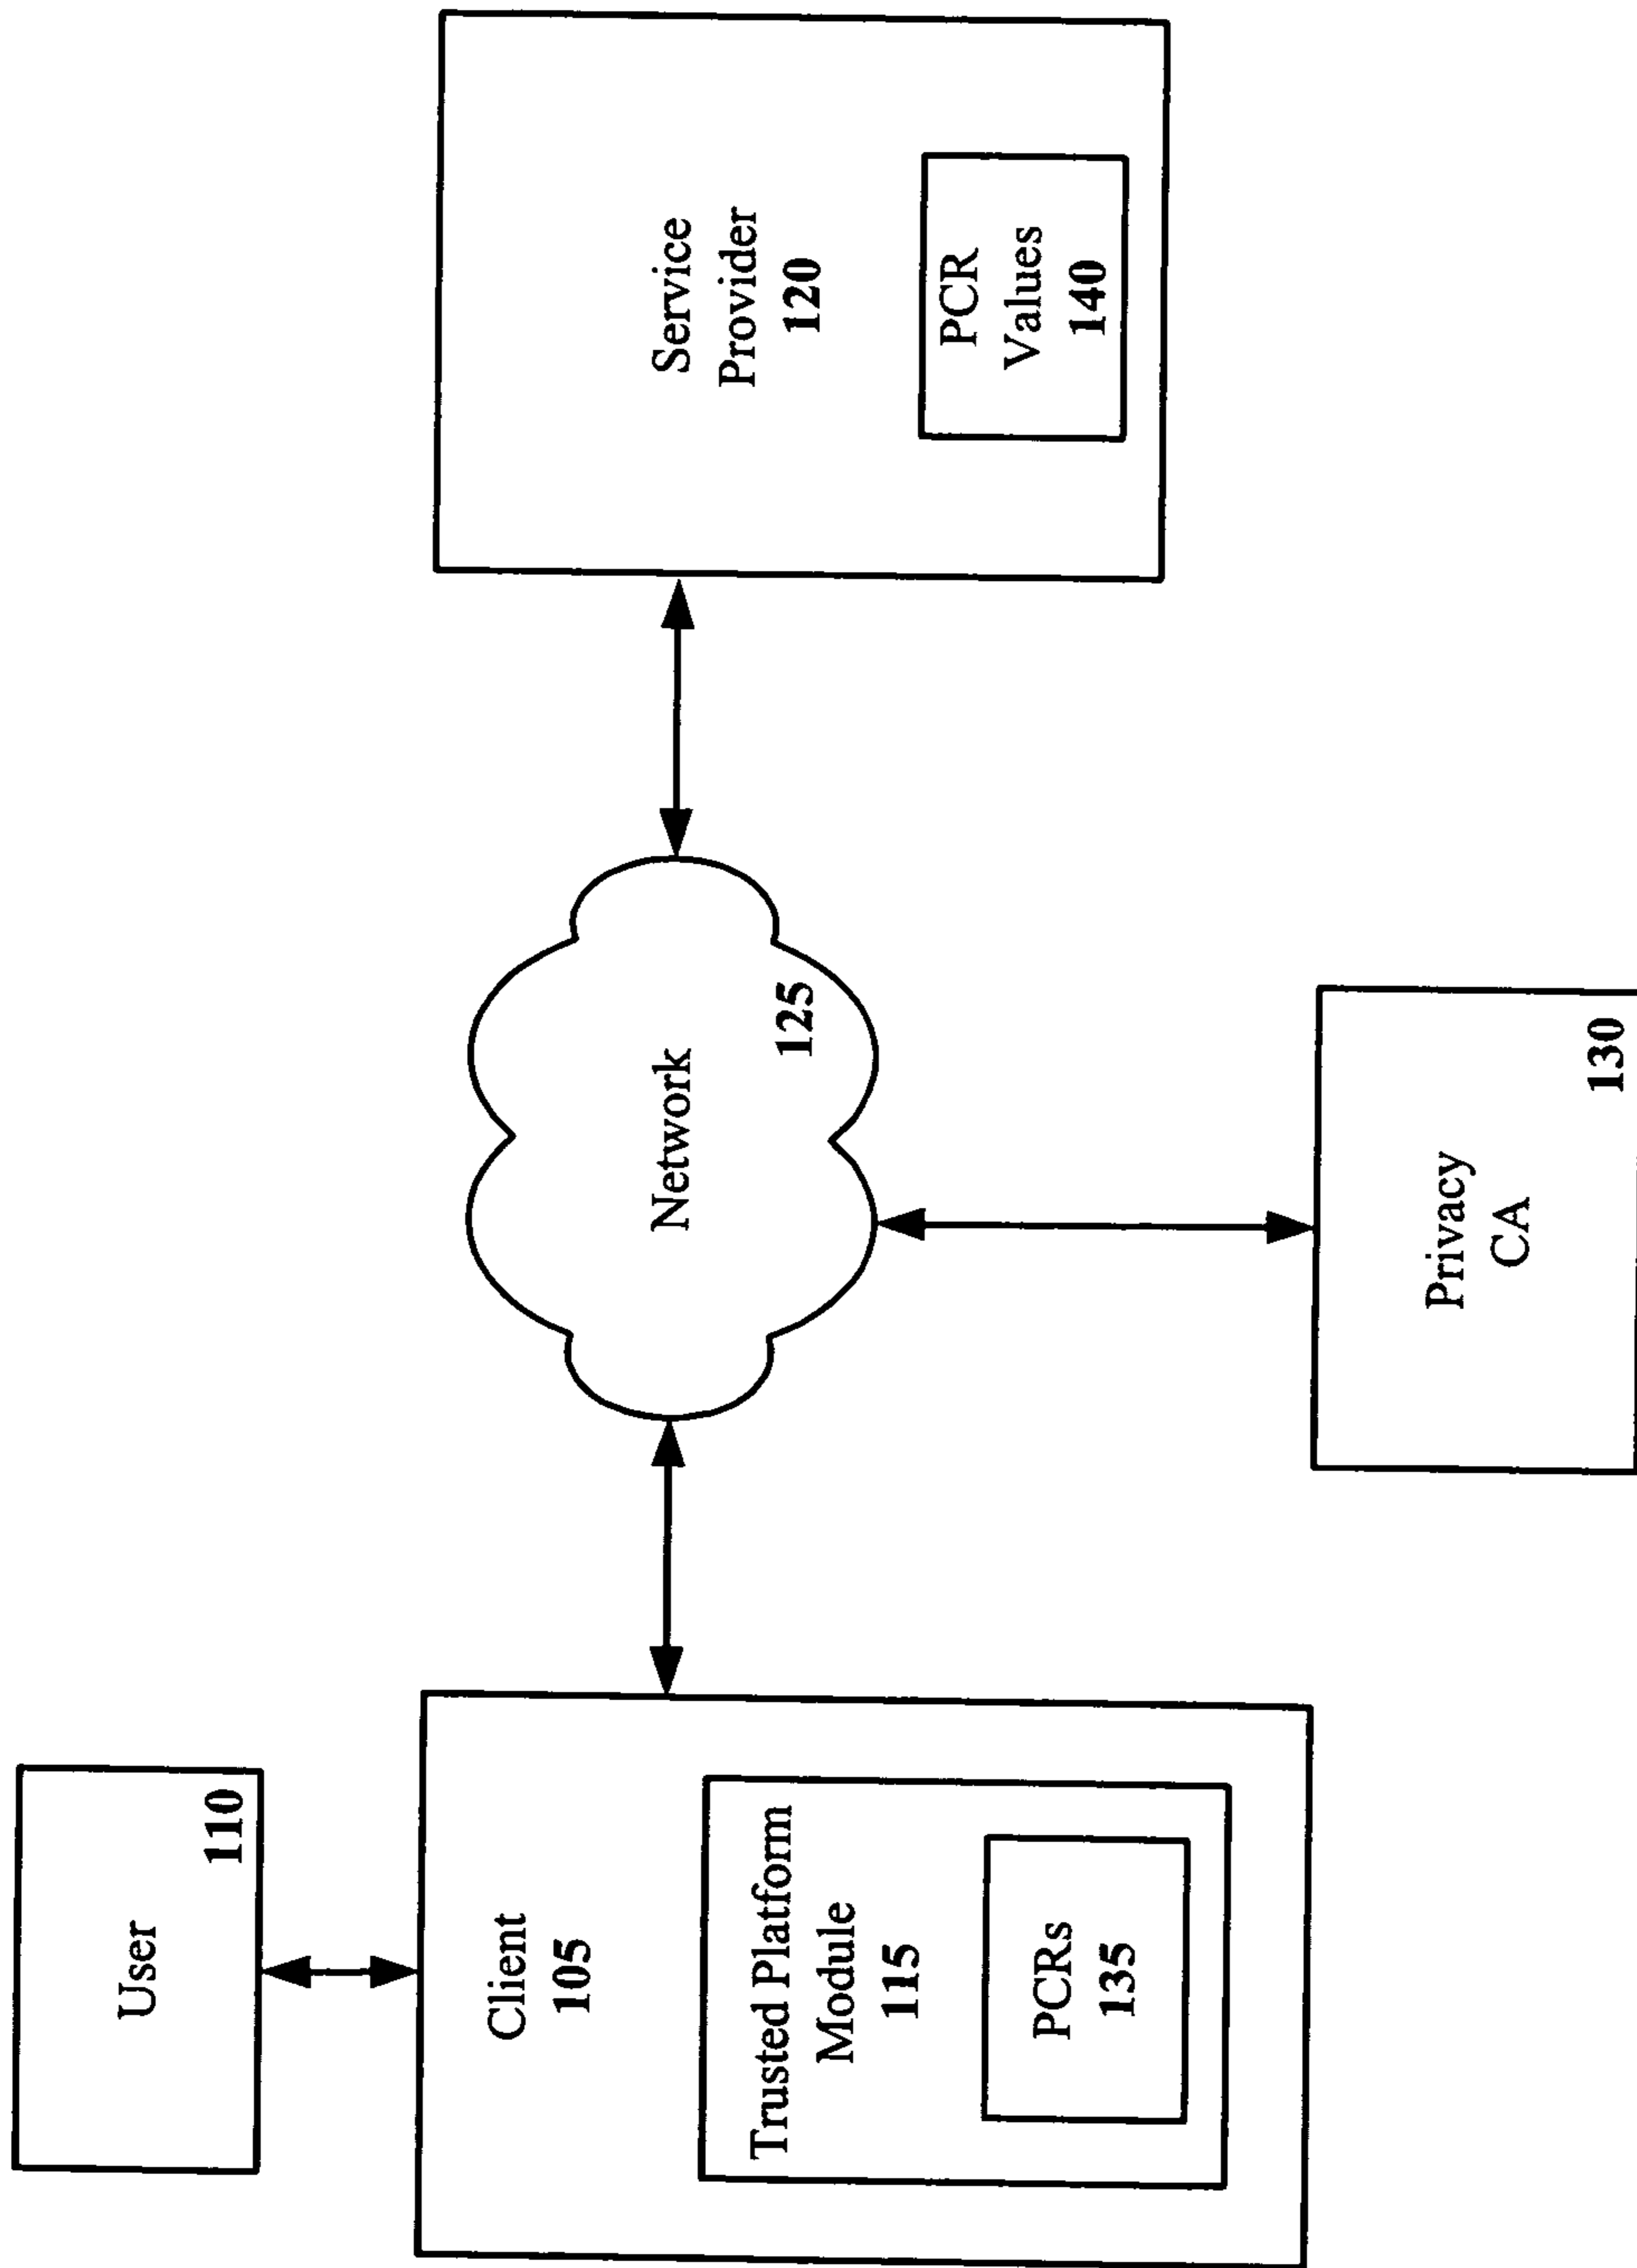 User
110
Client
105
Trusted Platform
Module
115
PCRs
135
Network
125
Privacy
CA
130
Service
Provider
120
PCR
Values
140